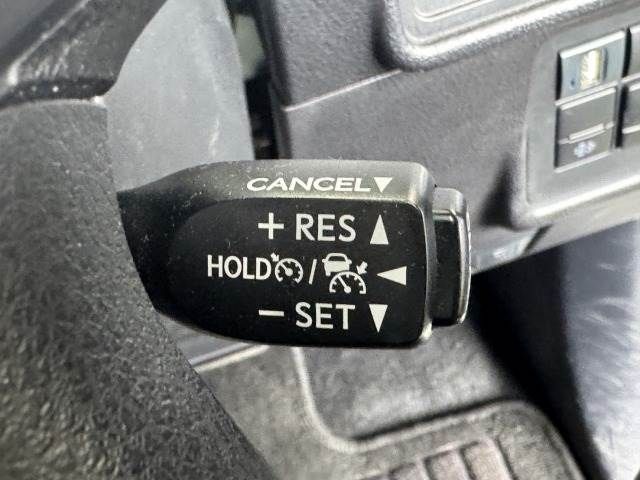 CANCEL▼
+ RES ▲
HOLD / ◀
− SET ▼